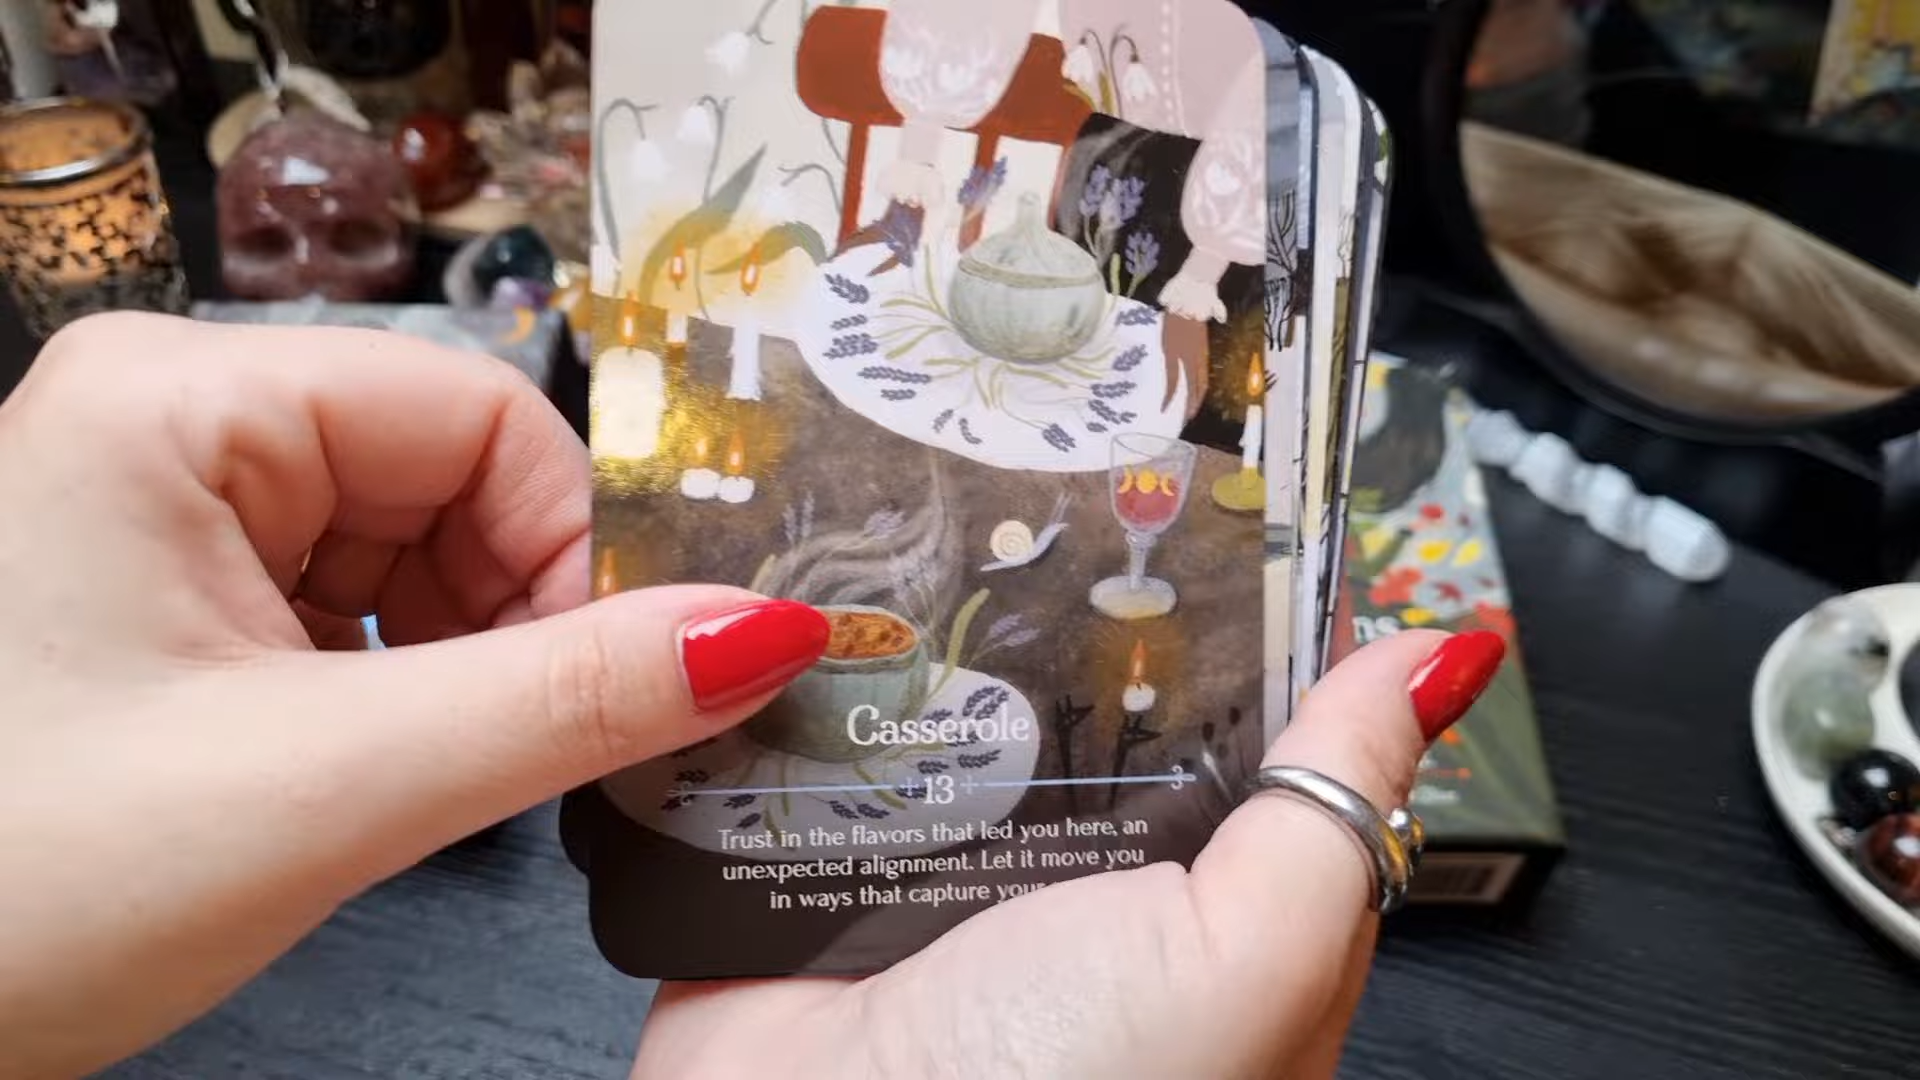 Casserole
13
Trust in the flavors that led you here, an
unexpected alignment. Let it move you
in ways that capture your
ns